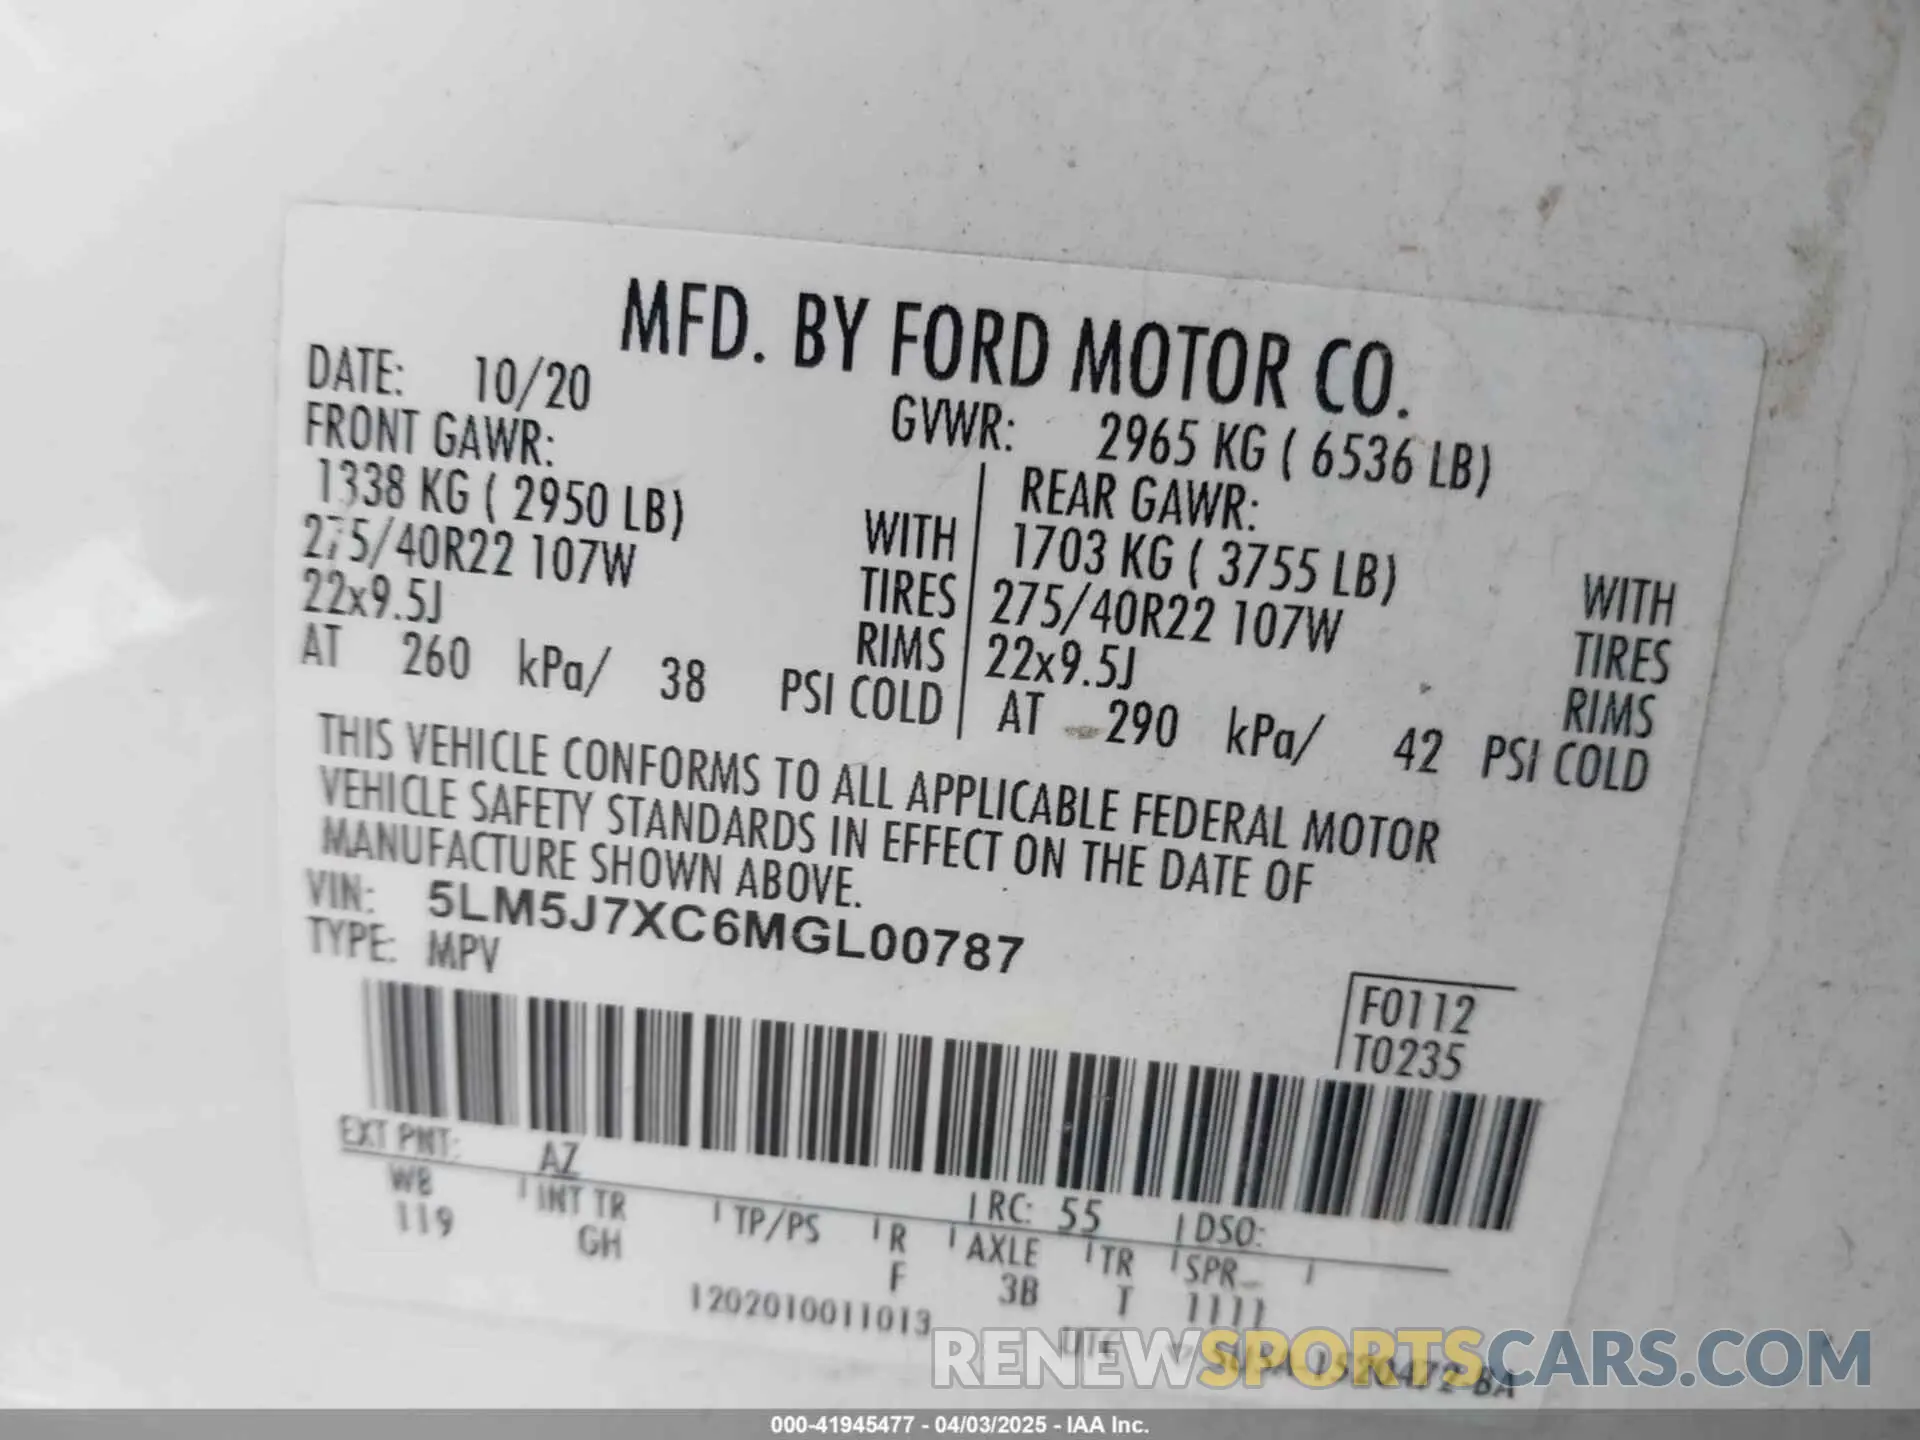 MFD. BY FORD MOTOR CO.
DATE: 10/20 GVWR: 2965 KG ( 6536 LB)
FRONT GAWR: REAR GAWR:
1338 KG ( 2950 LB) WITH 1703 KG ( 3755 LB) WITH
275/40R22 107W TIRES 275/40R22 107W TIRES
22x9.5J RIMS 22x9.5J RIMS
AT 260 kPa/ 38 PSI COLD AT 290 kPa/ 42 PSI COLD
THIS VEHICLE CONFORMS TO ALL APPLICABLE FEDERAL MOTOR
VEHICLE SAFETY STANDARDS IN EFFECT ON THE DATE OF
MANUFACTURE SHOWN ABOVE.
VIN: 5LM5J7XC6MGL00787
TYPE: MPV
F0112
T0235
EXT PNT: AZ RC: 55 DSO:
WB INT TR TP/PS R AXLE TR SPR
119 GH F 3B T 1111
1202010011013
UTC
RENEWSPORTSCARS.COM
000-41945477 - 04/03/2025 - IAA Inc.